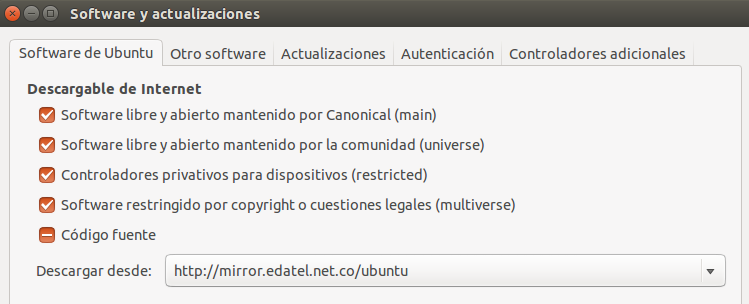 Software y actualizaciones
Software de Ubuntu Otro software Actualizaciones Autenticación Controladores adicionales
Descargable de Internet
Software libre y abierto mantenido por Canonical (main)
Software libre y abierto mantenido por la comunidad (universe)
Controladores privativos para dispositivos (restricted)
Software restringido por copyright o cuestiones legales (multiverse)
Código fuente
Descargar desde: http://mirror.edatel.net.co/ubuntu